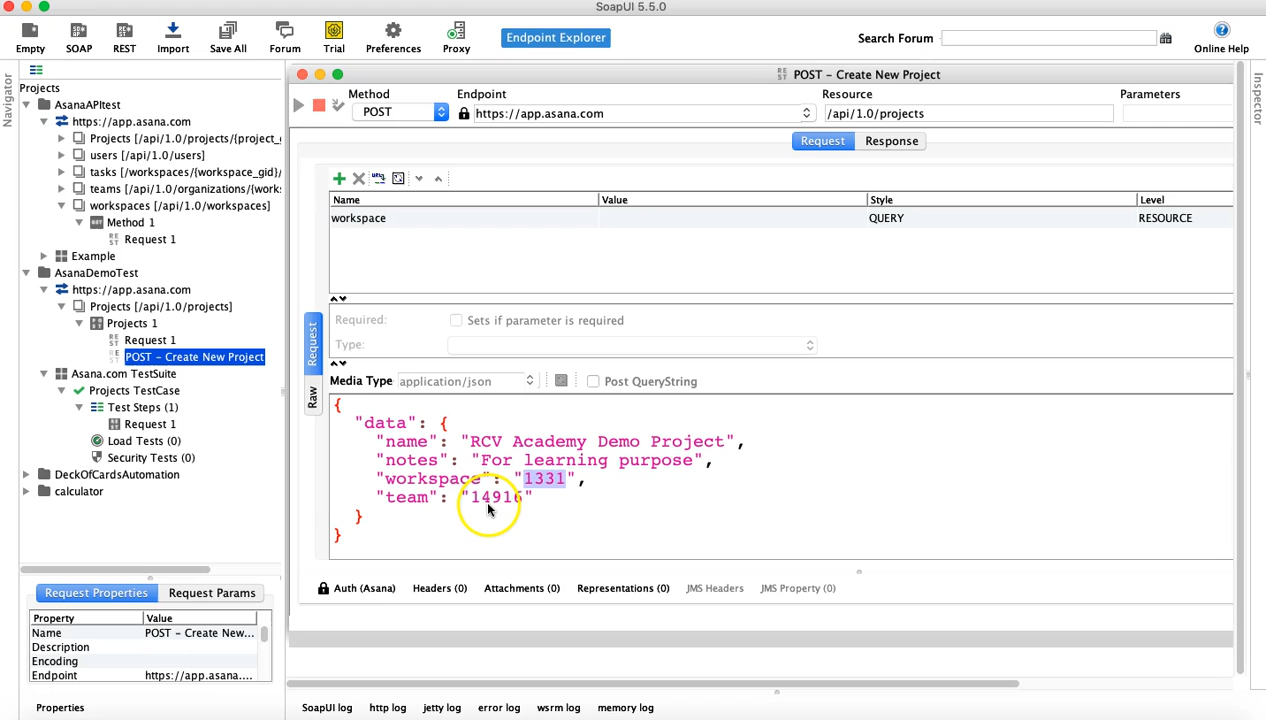 SoapUI 5.5.0
Empty
SOAP
REST
Import
Save All
Forum
Trial
Preferences
Proxy
Endpoint Explorer
Search Forum
Online Help
Navigator
Projects
AsanaAPItest
https://app.asana.com
Projects [/api/1.0/projects/{project_g
users [/api/1.0/users]
tasks [/workspaces/{workspace_gid}/
teams [/api/1.0/organizations/{works
workspaces [/api/1.0/workspaces]
Method 1
Request 1
Example
AsanaDemoTest
https://app.asana.com
Projects [/api/1.0/projects]
Projects 1
Request 1
POST - Create New Project
Asana.com TestSuite
Projects TestCase
Test Steps (1)
Request 1
Load Tests (0)
Security Tests (0)
DeckOfCardsAutomation
calculator
Request Properties
Request Params
Property Value
Name POST - Create New...
Description
Encoding
Endpoint https://app.asana....
Properties
POST - Create New Project
Method
POST
Endpoint
https://app.asana.com
Resource
/api/1.0/projects
Parameters
Request
Response
Name Value Style Level
workspace QUERY RESOURCE
Required: Sets if parameter is required
Type:
Request
Raw
Media Type application/json Post QueryString
{
"data": {
"name": "RCV Academy Demo Project",
"notes": "For learning purpose",
"workspace": "1331",
"team": "14916"
}
}
Auth (Asana) Headers (0) Attachments (0) Representations (0) JMS Headers JMS Property (0)
SoapUI log http log jetty log error log wsrm log memory log
Inspector